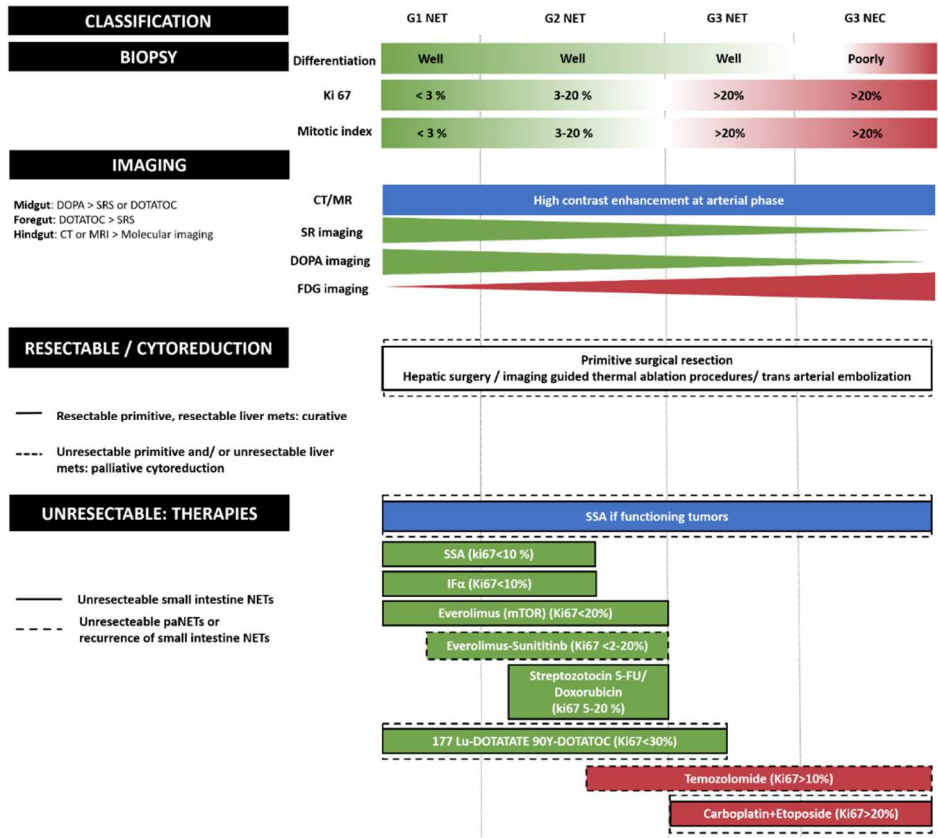 CLASSIFICATION
G1 NET
G2 NET
G3 NET
G3 NEC
BIOPSY
Differentiation
Well
Well
Well
Poorly
Ki 67
< 3 %
3-20 %
>20%
>20%
Mitotic index
< 3 %
3-20 %
>20%
>20%
IMAGING
Midgut: DOPA > SRS or DOTATOC
Foregut: DOTATOC > SRS
Hindgut: CT or MRI > Molecular imaging
CT/MR
High contrast enhancement at arterial phase
SR imaging
DOPA imaging
FDG imaging
RESECTABLE / CYTOREDUCTION
Primitive surgical resection
Hepatic surgery / imaging guided thermal ablation procedures/ trans arterial embolization
Resectable primitive, resectable liver mets: curative
Unresectable primitive and/ or unresectable liver
mets: palliative cytoreduction
UNRESECTABLE: THERAPIES
SSA if functioning tumors
SSA (ki67<10 %)
IFα (Ki67<10%)
Everolimus (mTOR) (Ki67<20%)
Everolimus-Sunititinb (Ki67 <2-20%)
Streptozotocin 5-FU/
Doxorubicin
(ki67 5-20 %)
177 Lu-DOTATATE 90Y-DOTATOC (Ki67<30%)
Temozolomide (Ki67>10%)
Carboplatin+Etoposide (Ki67>20%)
Unresecteable small intestine NETs
Unresecteable paNETs or
recurrence of small intestine NETs